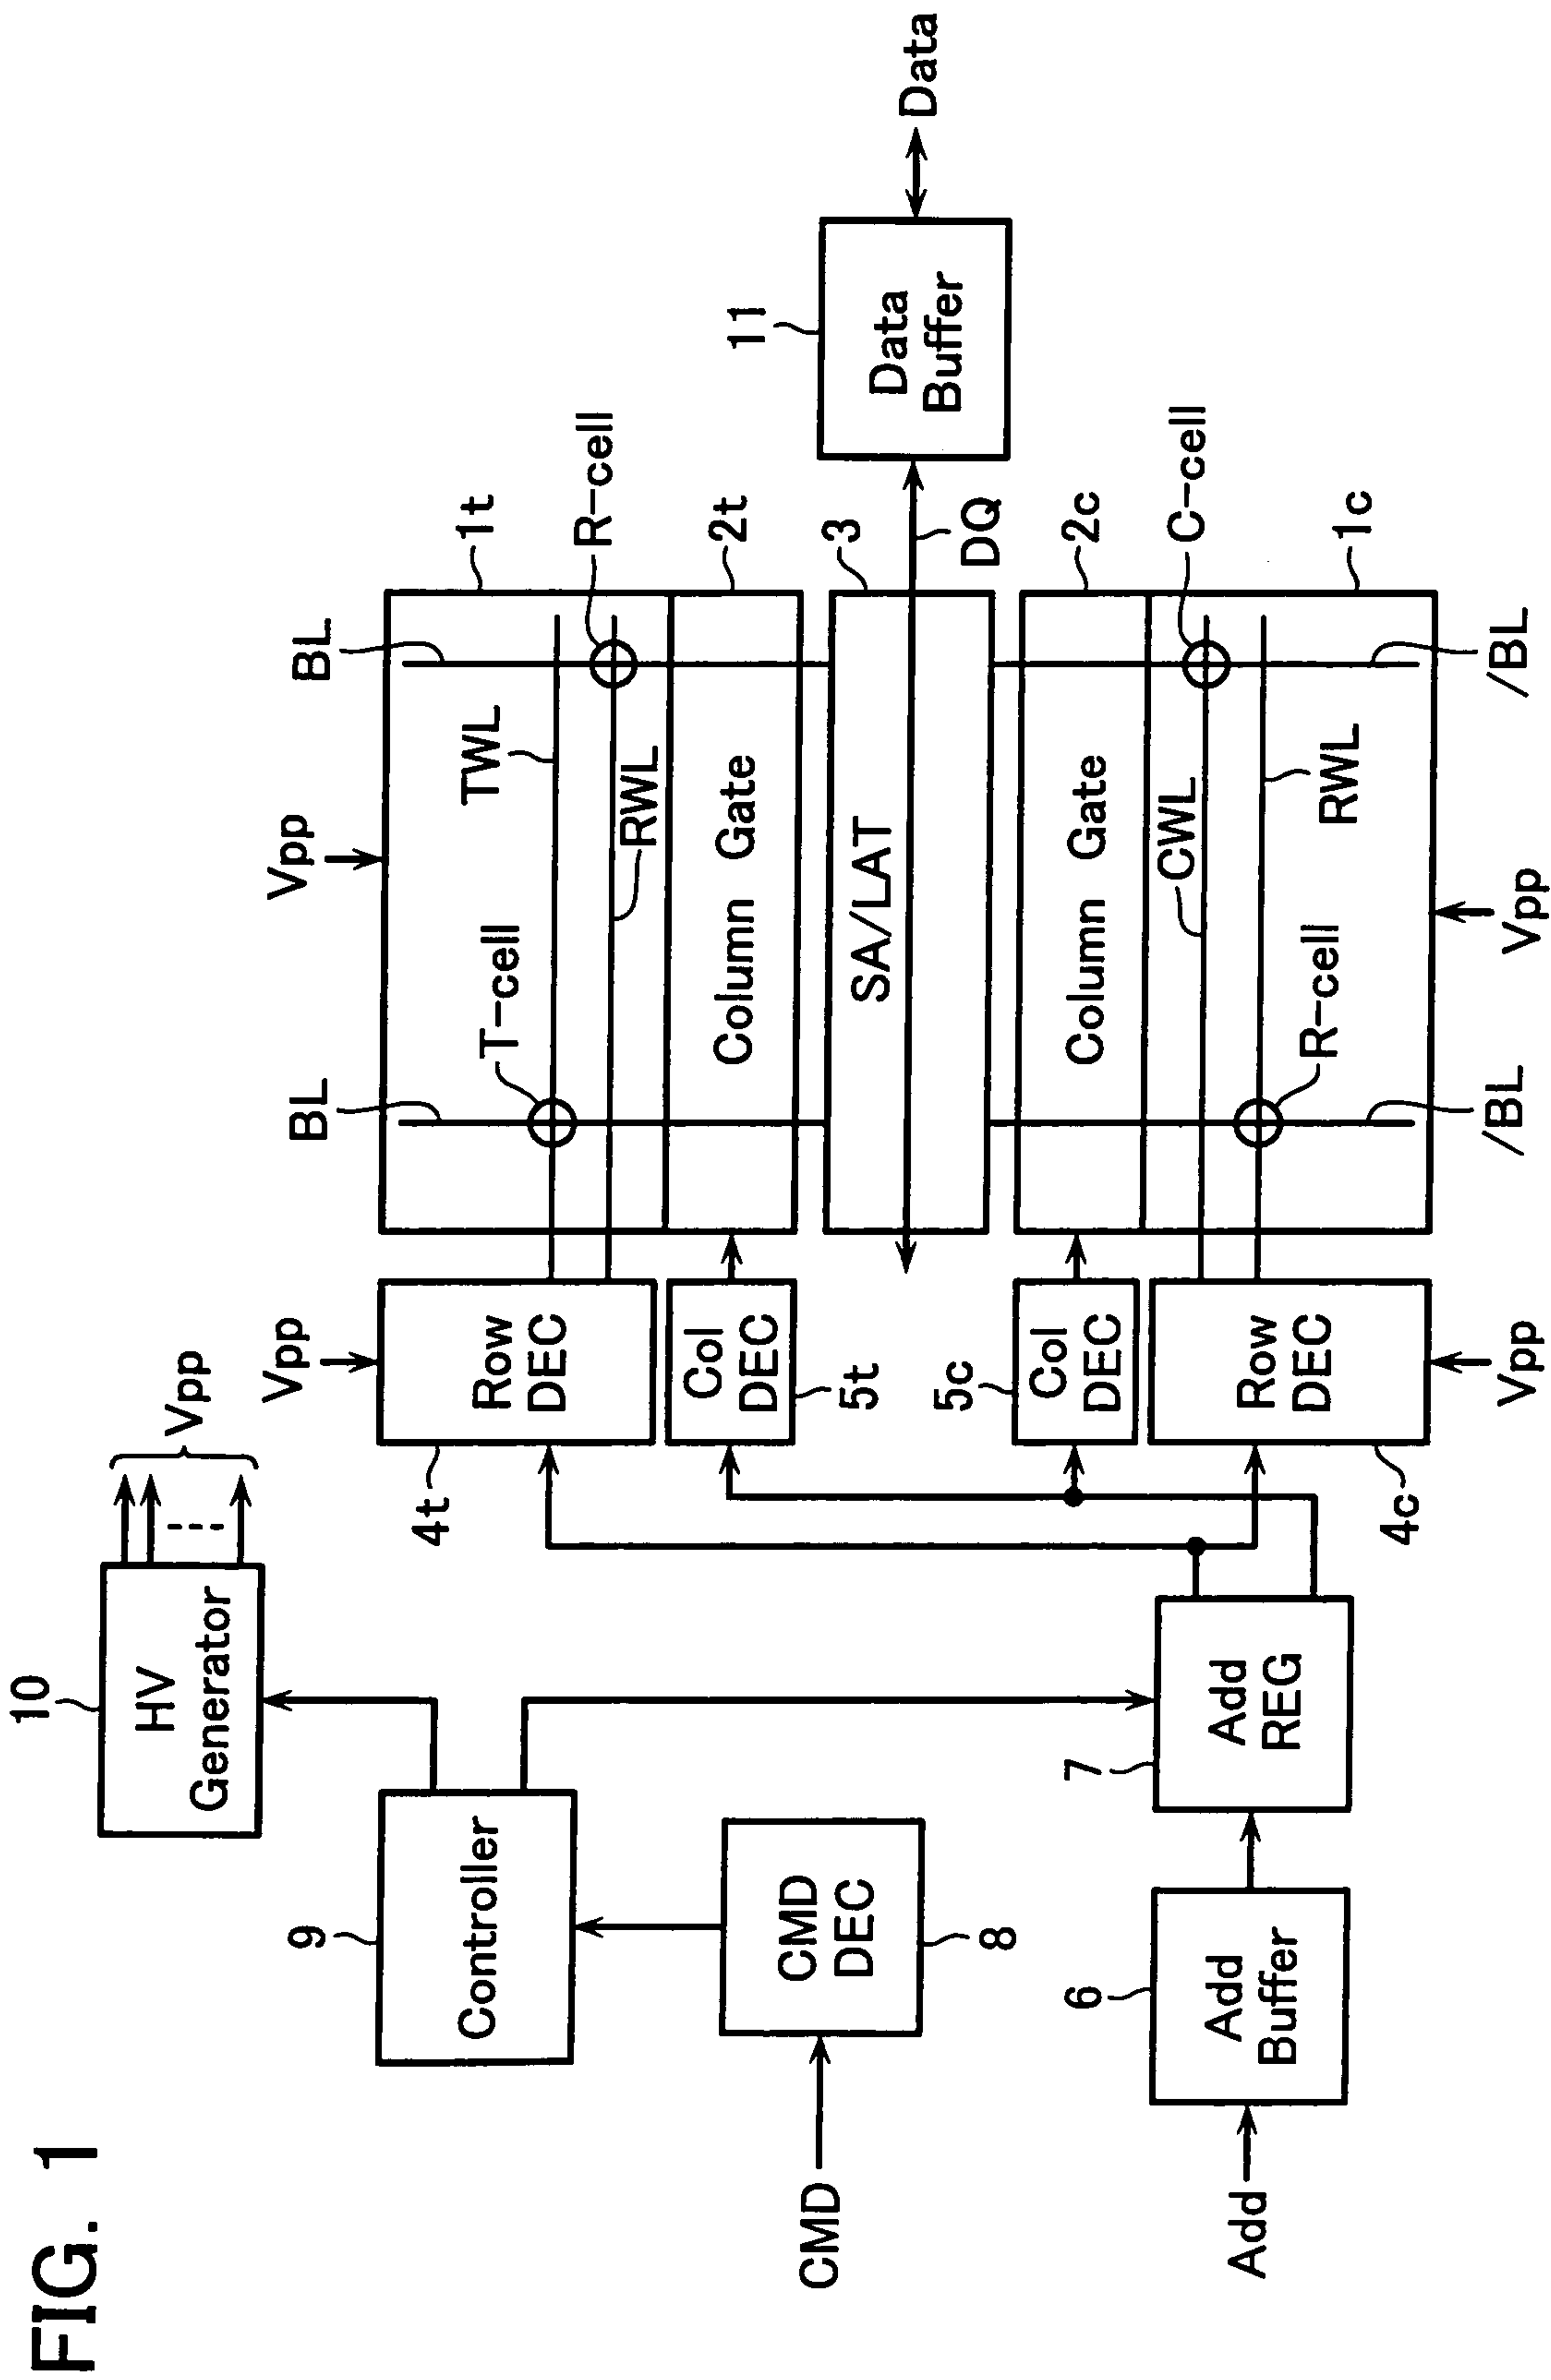 FIG. 1
10
HV
Generator
Vpp
9
Controller
CMD
CMD
DEC
8
Add
6
Add
Buffer
7
Add
REG
Vpp
4t
Row
DEC
Col
DEC
5t
5c
Col
DEC
Row
DEC
4c
Vpp
Vpp
BL
BL
T-cell
TWL
RWL
1t
R-cell
Column Gate
2t
SA/LAT
3
DQ
11
Data
Buffer
Data
Column Gate
2c
CWL
C-cell
RWL
R-cell
1c
/BL
/BL
Vpp